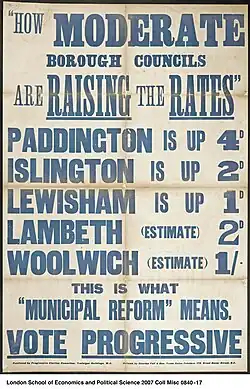 "HOW MODERATE
BOROUGH COUNCILS
ARE RAISING THE RATES"
PADDINGTON IS UP 4D
ISLINGTON IS UP 2D
LEWISHAM IS UP 1D
LAMBETH (ESTIMATE) 2D
WOOLWICH (ESTIMATE) 1/-
THIS IS WHAT
"MUNICIPAL REFORM" MEANS.
VOTE PROGRESSIVE
London School of Economics and Political Science 2007 Coll Misc 0840-17